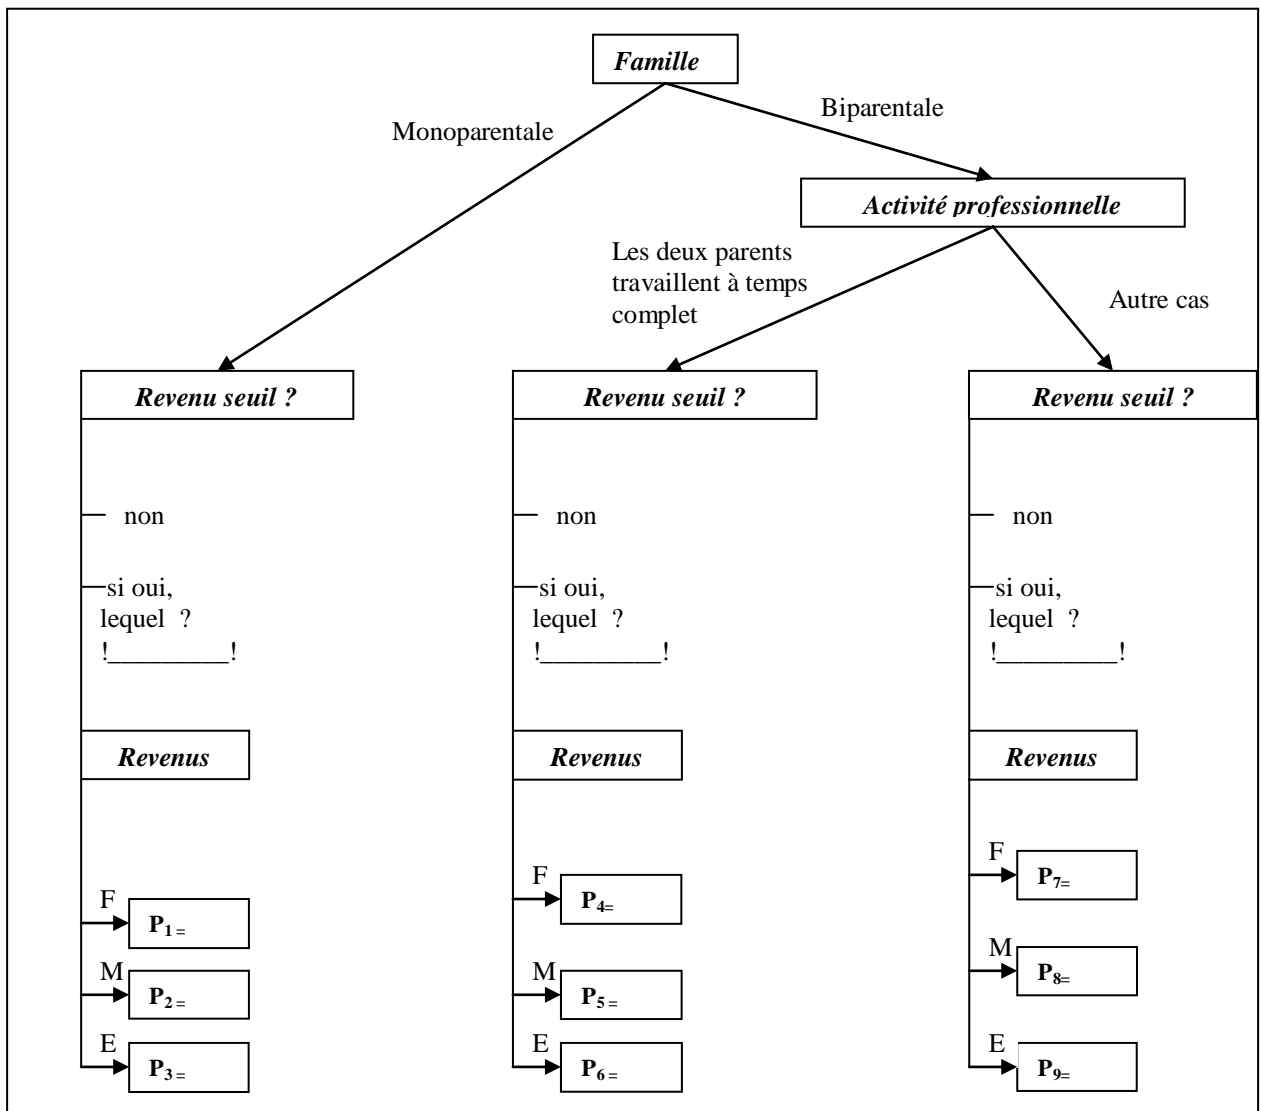 Famille
Biparentale
Monoparentale
Activité professionnelle
Les deux parents
travaillent à temps
complet
Autre cas
Revenu seuil ?
non
si oui,
lequel ?
!_________!
Revenus
F
P1 =
M
P2 =
E
P3 =
Revenu seuil ?
non
si oui,
lequel ?
!_________!
Revenus
F
P4=
M
P5 =
E
P6 =
Revenu seuil ?
non
si oui,
lequel ?
!_________!
Revenus
F
P7=
M
P8=
E
P9=